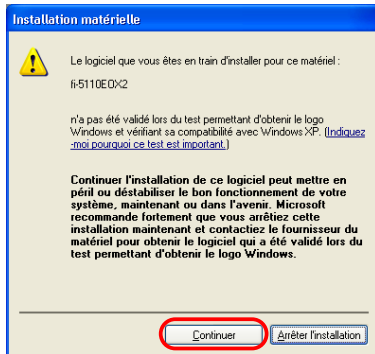 Installation matérielle
Le logiciel que vous êtes en train d'installer pour ce matériel :
fi-5110EOX2
n'a pas été validé lors du test permettant d'obtenir le logo
Windows et vérifiant sa compatibilité avec Windows XP. (Indiquez
-moi pourquoi ce test est important.)
Continuer l'installation de ce logiciel peut mettre en
péril ou déstabiliser le bon fonctionnement de votre
système, maintenant ou dans l'avenir. Microsoft
recommande fortement que vous arrêtiez cette
installation maintenant et contactiez le fournisseur du
matériel pour obtenir le logiciel qui a été validé lors du
test permettant d'obtenir le logo Windows.
Continuer
Arrêter l'installation